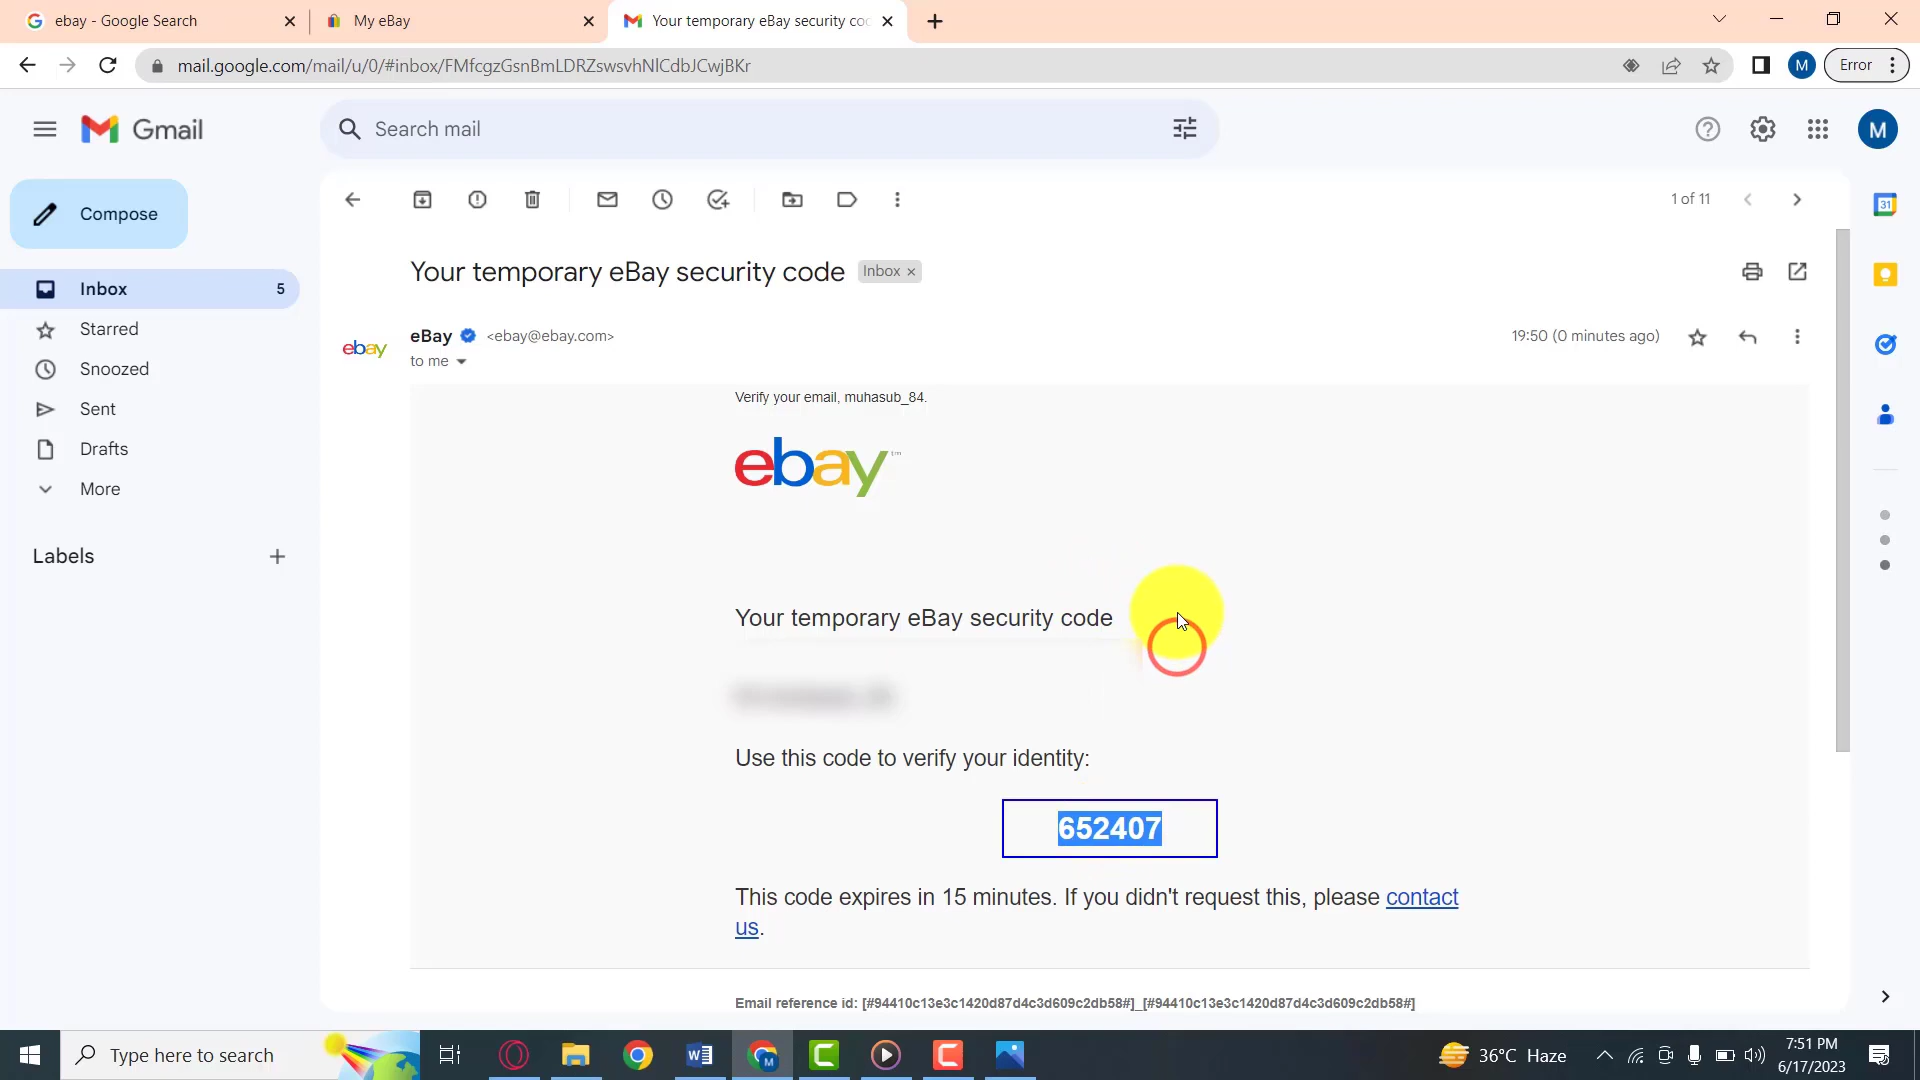 ebay - Google Search
My eBay
Your temporary eBay security co
mail.google.com/mail/u/0/#inbox/FMfcgzGsnBmLDRZswsvhNlCdbJCwjBKr
M
Error
Gmail
Search mail
M
Compose
1 of 11
31
Your temporary eBay security code
Inbox
Inbox 5
Starred
Snoozed
Sent
Drafts
More
Labels
ebay
eBay <ebay@ebay.com>
19:50 (0 minutes ago)
to me
Verify your email, muhasub_84.
ebay™
Your temporary eBay security code
Use this code to verify your identity:
652407
This code expires in 15 minutes. If you didn't request this, please contact
us.
Email reference id: [#94410c13e3c1420d87d4c3d609c2db58#]_[#94410c13e3c1420d87d4c3d609c2db58#]
Type here to search
36°C Haze
7:51 PM
6/17/2023